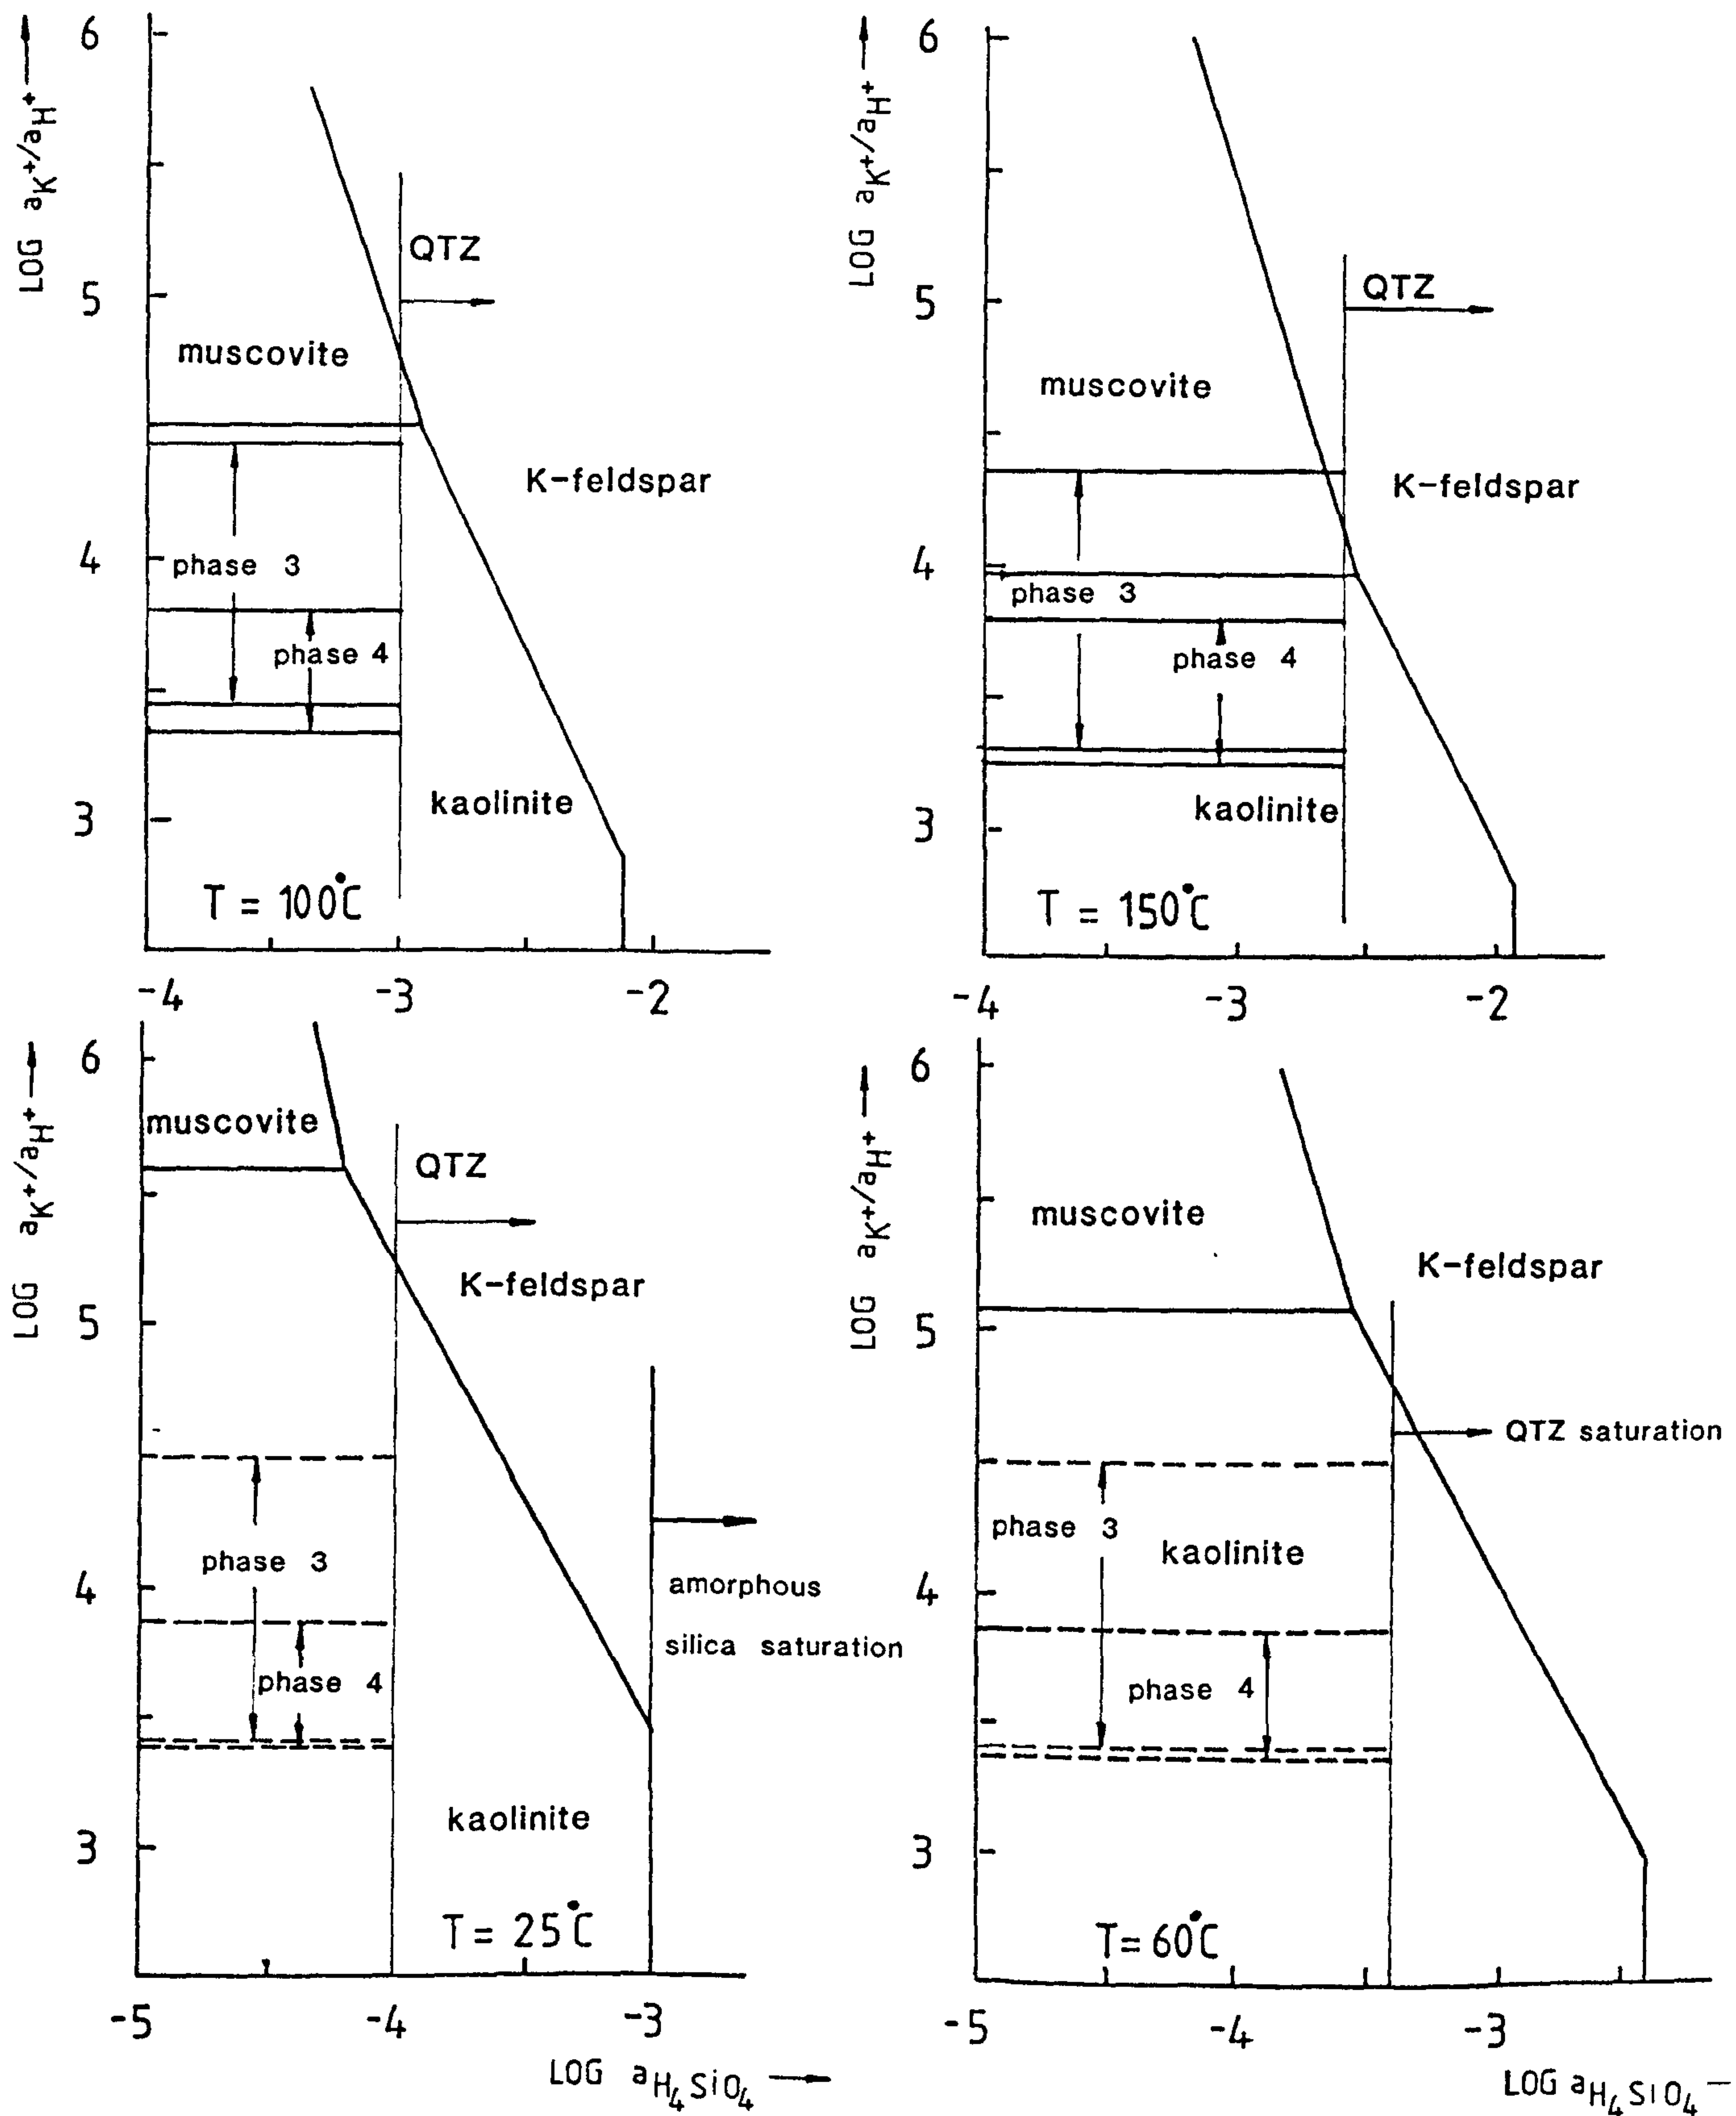 LOG aK+/aH+
6
5
4
3
QTZ
muscovite
K-feldspar
phase 3
phase 4
kaolinite
T = 100°C
-4
-3
-2
LOG aK+/aH+
6
5
4
3
QTZ
muscovite
K-feldspar
phase 3
phase 4
kaolinite
T = 150°C
-4
-3
-2
LOG aK+/aH+
6
5
4
3
muscovite
QTZ
K-feldspar
phase 3
amorphous
silica saturation
phase 4
kaolinite
T = 25°C
-5
-4
-3
LOG aH4SiO4
LOG aK+/aH+
6
5
4
3
muscovite
K-feldspar
QTZ saturation
phase 3
kaolinite
phase 4
T = 60°C
-5
-4
-3
LOG aH4SiO4